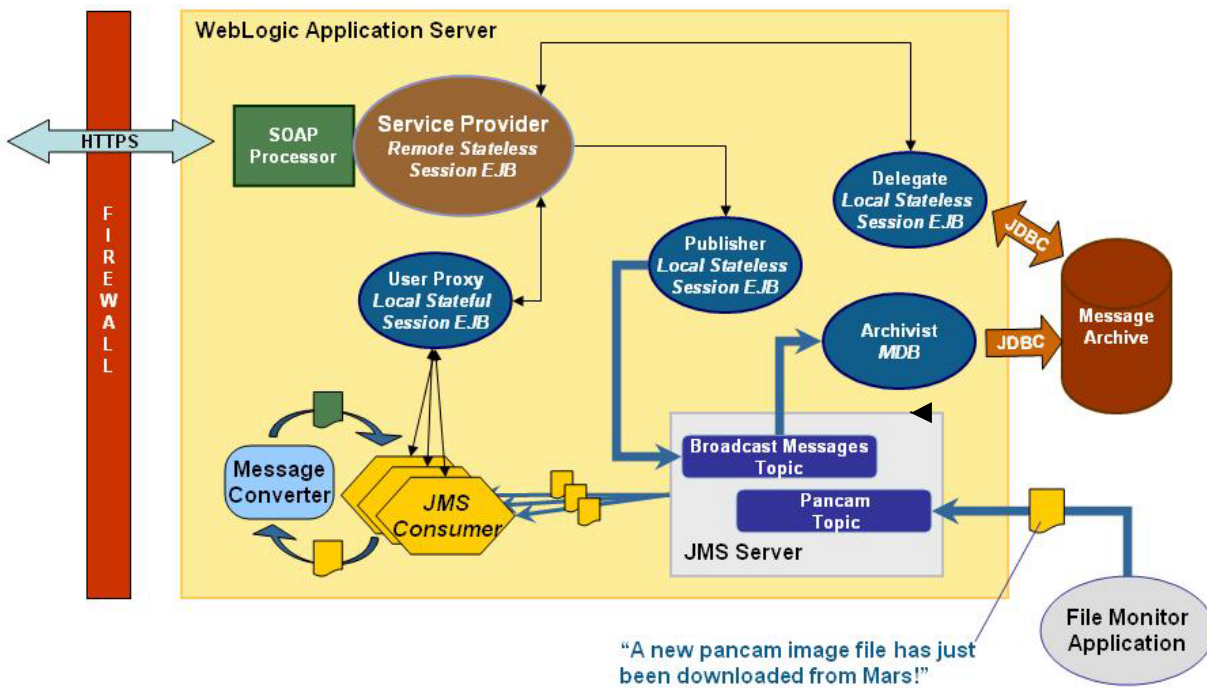 WebLogic Application Server
HTTPS
FIREWALL
SOAP
Processor
Service Provider
Remote Stateless
Session EJB
Delegate
Local Stateless
Session EJB
JDBC
Publisher
Local Stateless
Session EJB
User Proxy
Local Stateful
Session EJB
Archivist
MDB
JDBC
Message
Archive
Broadcast Messages
Topic
Message
Converter
JMS
Consumer
Pancam
Topic
JMS Server
File Monitor
Application
“A new pancam image file has just
been downloaded from Mars!”